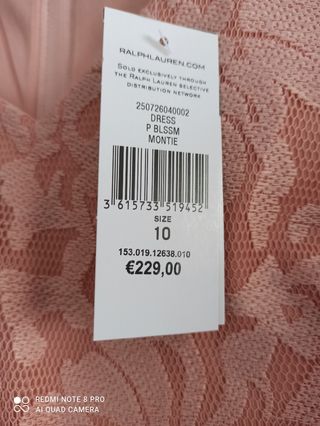 RALPHLAUREN.COM
SOLD EXCLUSIVELY THROUGH
THE RALPH LAUREN SELECTIVE
DISTRIBUTION NETWORK
250726040002
DRESS
P BLSSM
MONTIE
3 615733 519452
SIZE
10
153.019.12638.010
€229,00
REDMI NOTE 8 PRO
AI QUAD CAMERA